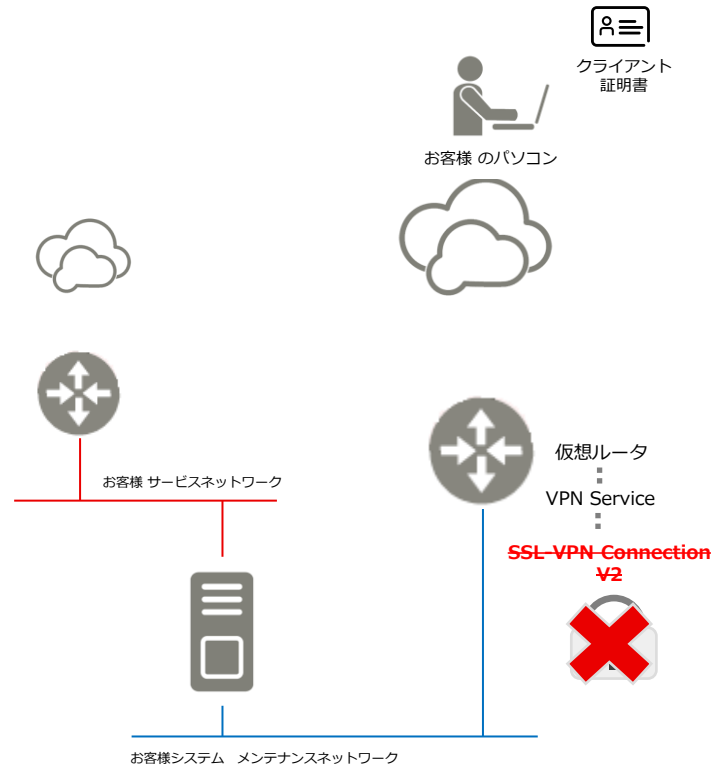 クライアント
証明書
お客様 のパソコン
お客様 サービスネットワーク
仮想ルータ
VPN Service
SSL-VPN Connection
V2
お客様システム　メンテナンスネットワーク